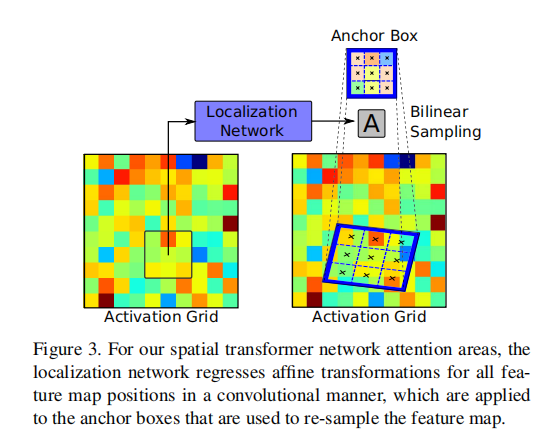 Anchor Box
Localization
Network
A
Bilinear
Sampling
Activation Grid
Activation Grid
Figure 3. For our spatial transformer network attention areas, the
localization network regresses affine transformations for all fea-
ture map positions in a convolutional manner, which are applied
to the anchor boxes that are used to re-sample the feature map.